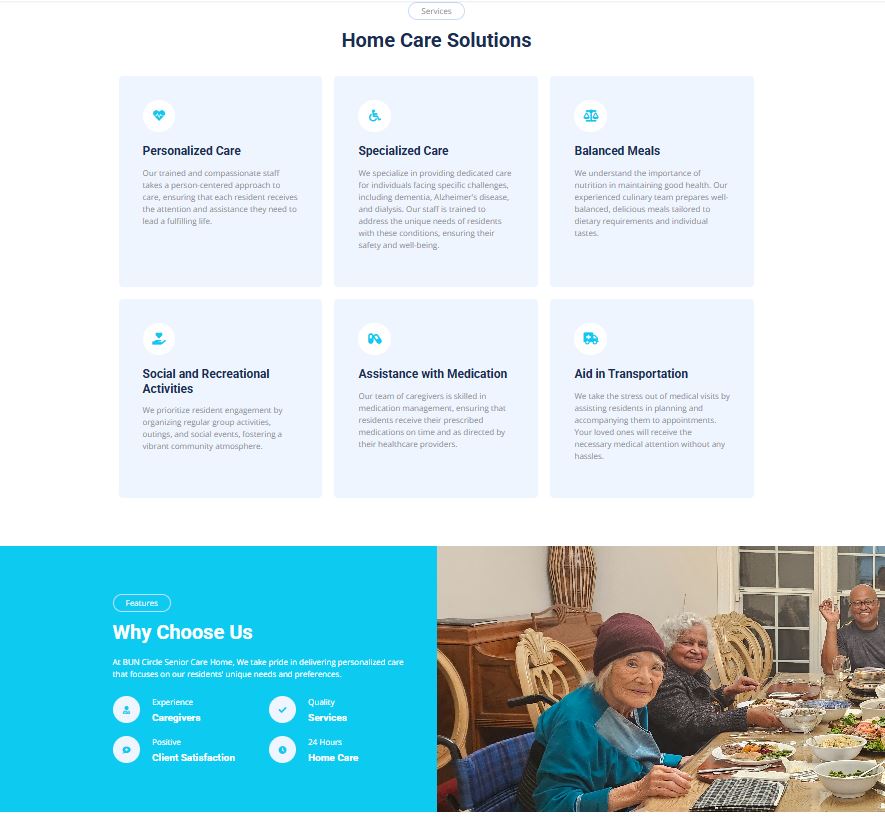 Services
Home Care Solutions
Personalized Care
Our trained and compassionate staff
takes a person-centered approach to
care, ensuring that each resident receives
the attention and assistance they need to
lead a fulfilling life.
Specialized Care
We specialize in providing dedicated care
for individuals facing specific challenges,
including dementia, Alzheimer's disease,
and dialysis. Our staff is trained to
address the unique needs of residents
with these conditions, ensuring their
safety and well-being.
Balanced Meals
We understand the importance of
nutrition in maintaining good health. Our
experienced culinary team prepares well-
balanced, delicious meals tailored to
dietary requirements and individual
tastes.
Social and Recreational
Activities
We prioritize resident engagement by
organizing regular group activities,
outings, and social events, fostering a
vibrant community atmosphere.
Assistance with Medication
Our team of caregivers is skilled in
medication management, ensuring that
residents receive their prescribed
medications on time and as directed by
their healthcare providers.
Aid in Transportation
We take the stress out of medical visits by
assisting residents in planning and
accompanying them to appointments.
Your loved ones will receive the
necessary medical attention without any
hassles.
Features
Why Choose Us
At BUN Circle Senior Care Home, We take pride in delivering personalized care
that focuses on our residents' unique needs and preferences.
Experience
Caregivers
Quality
Services
Positive
Client Satisfaction
24 Hours
Home Care